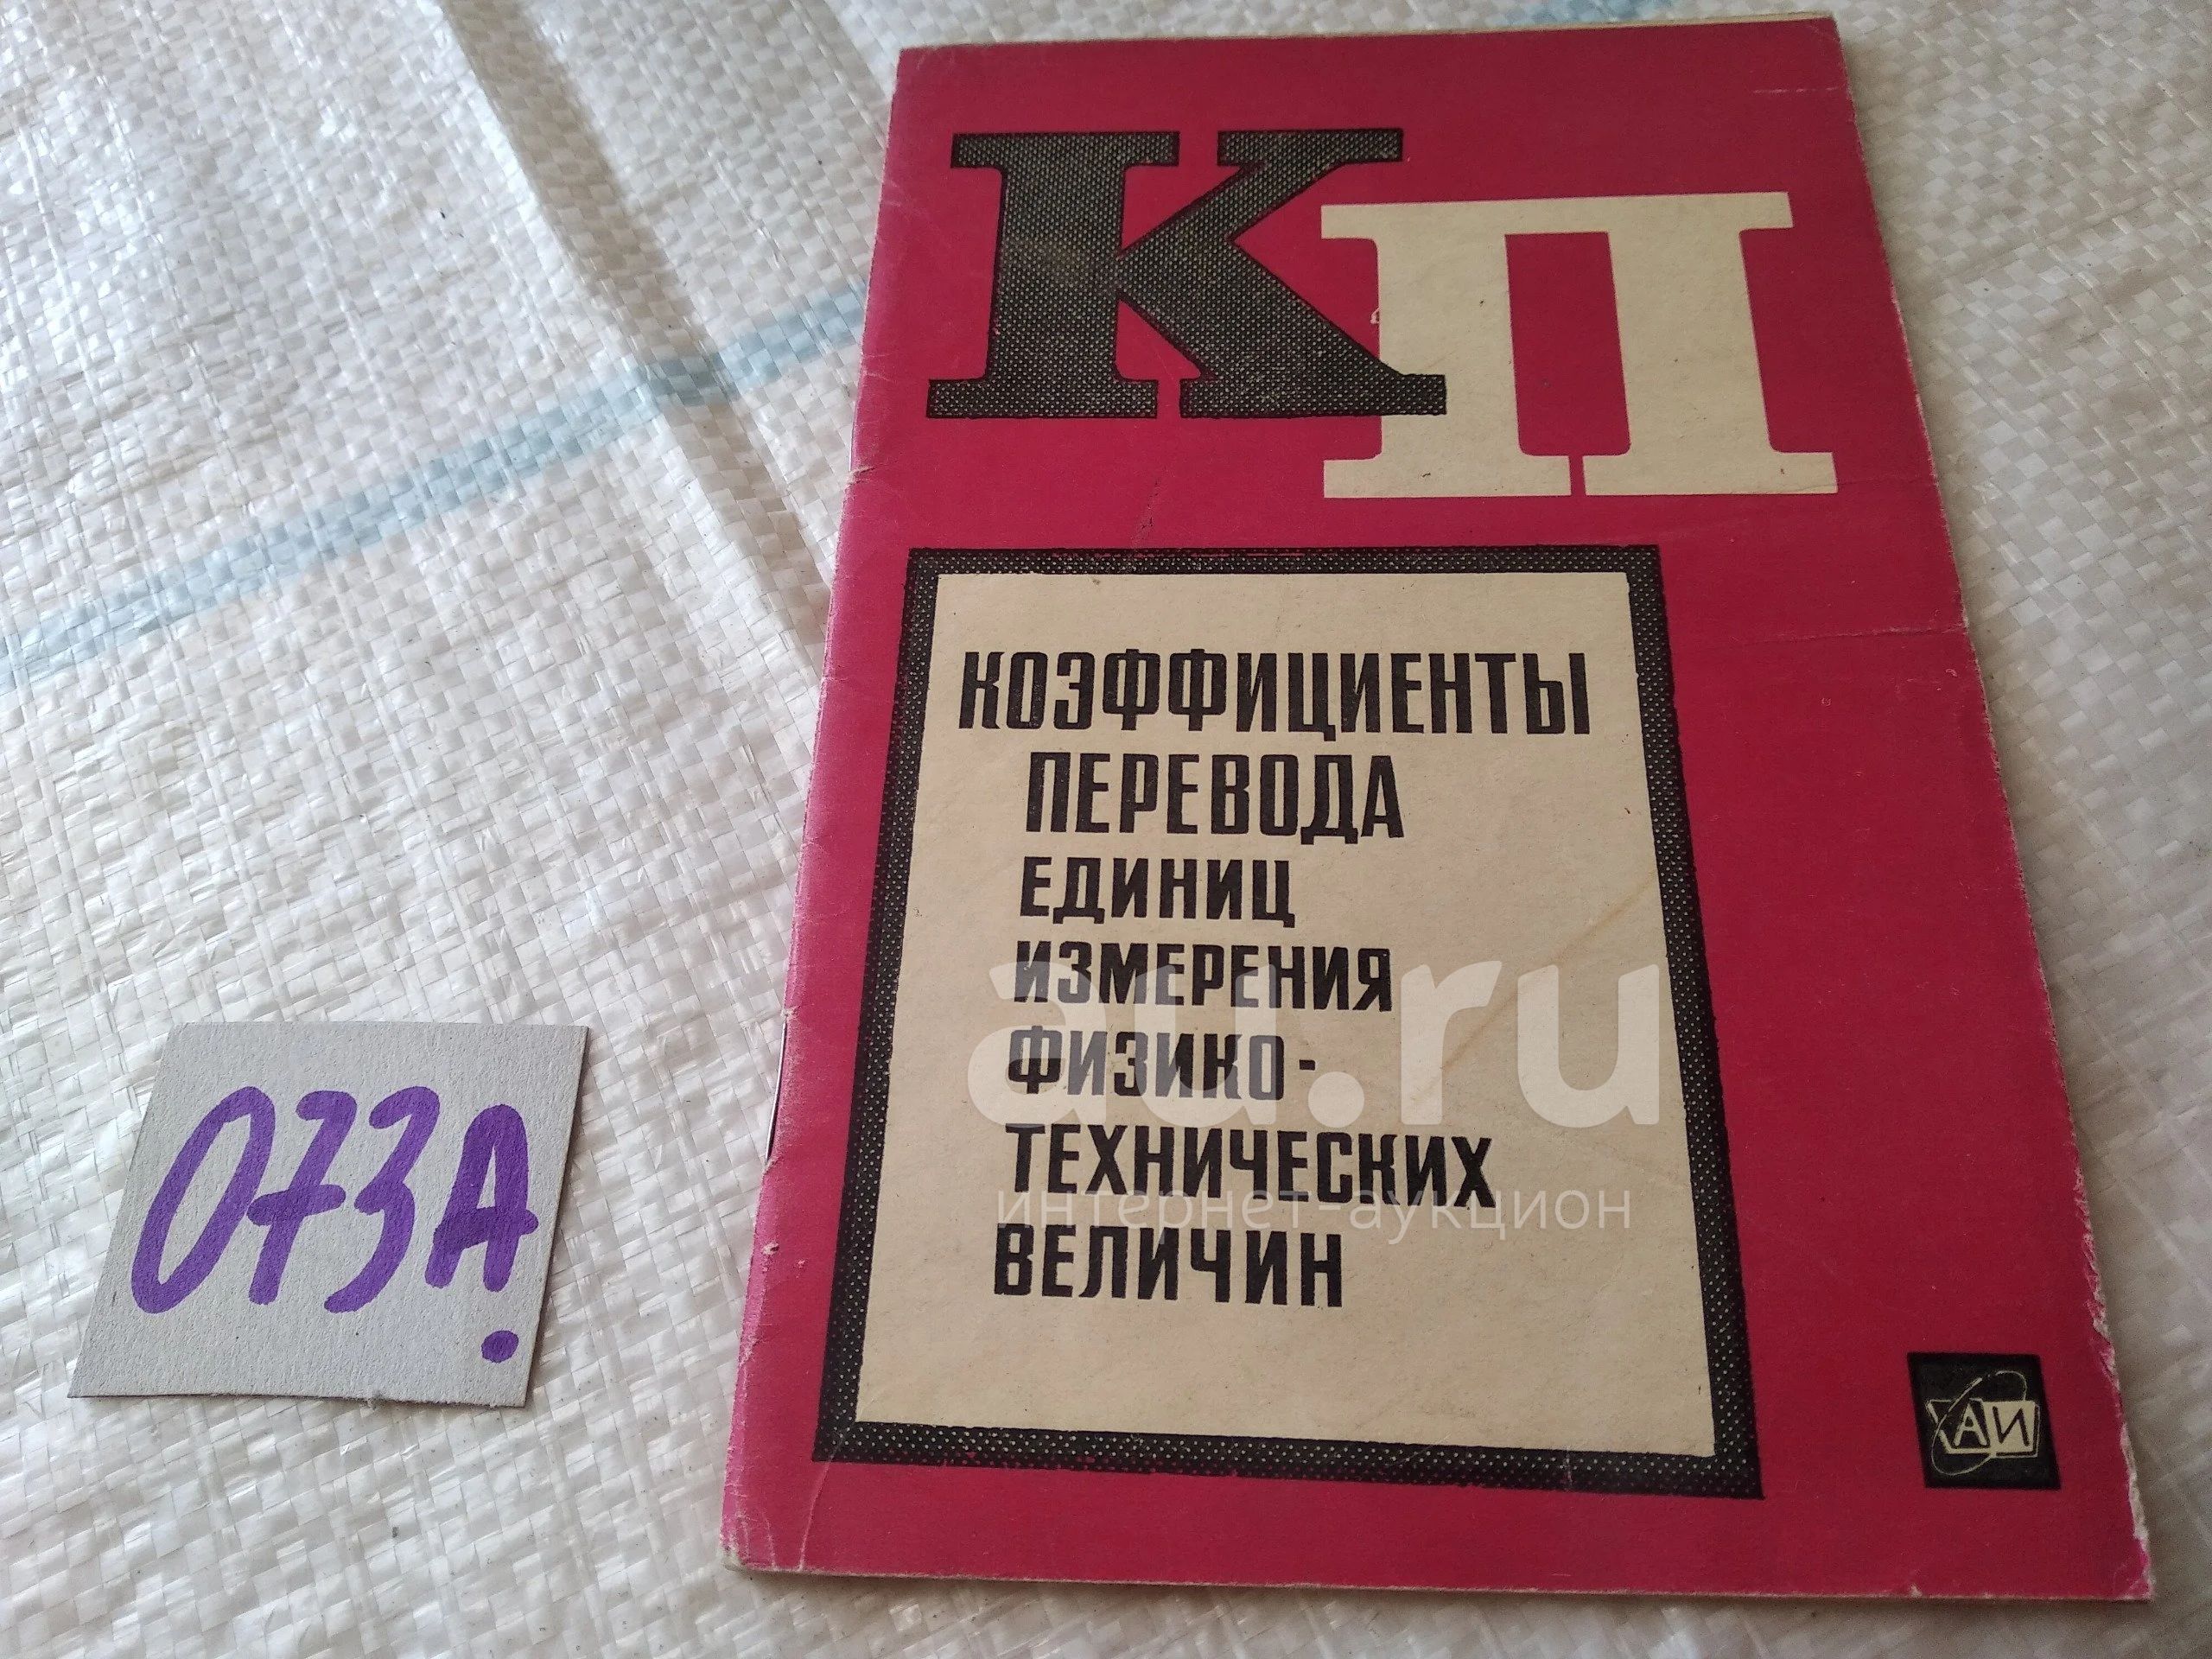 КП
КОЭФФИЦИЕНТЫ
ПЕРЕВОДА
ЕДИНИЦ
ИЗМЕРЕНИЯ
ФИЗИКО-
ТЕХНИЧЕСКИХ
ВЕЛИЧИН
АИ
073А.
au.ru
интернет-аукцион